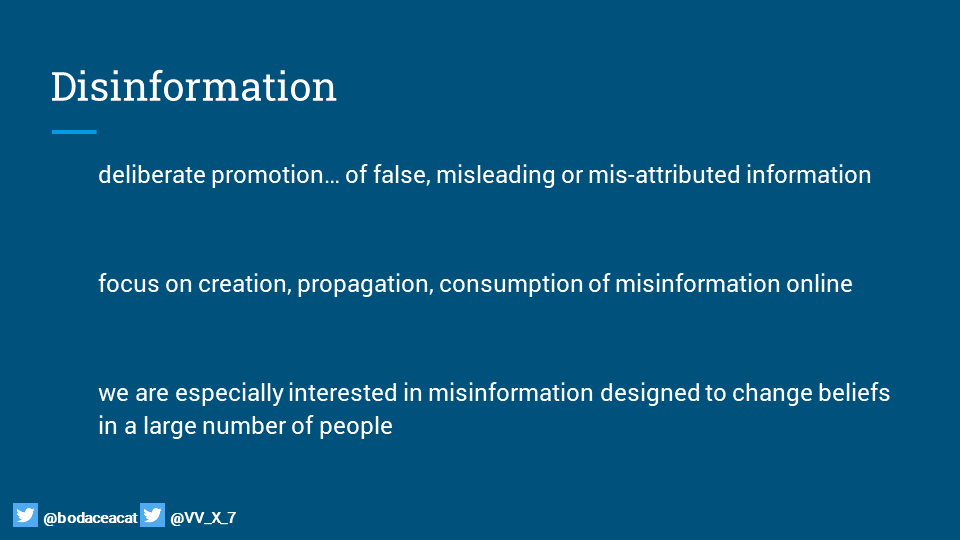 Disinformation
deliberate promotion… of false, misleading or mis-attributed information
focus on creation, propagation, consumption of misinformation online
we are especially interested in misinformation designed to change beliefs
in a large number of people
@bodaceacat @VV_X_7